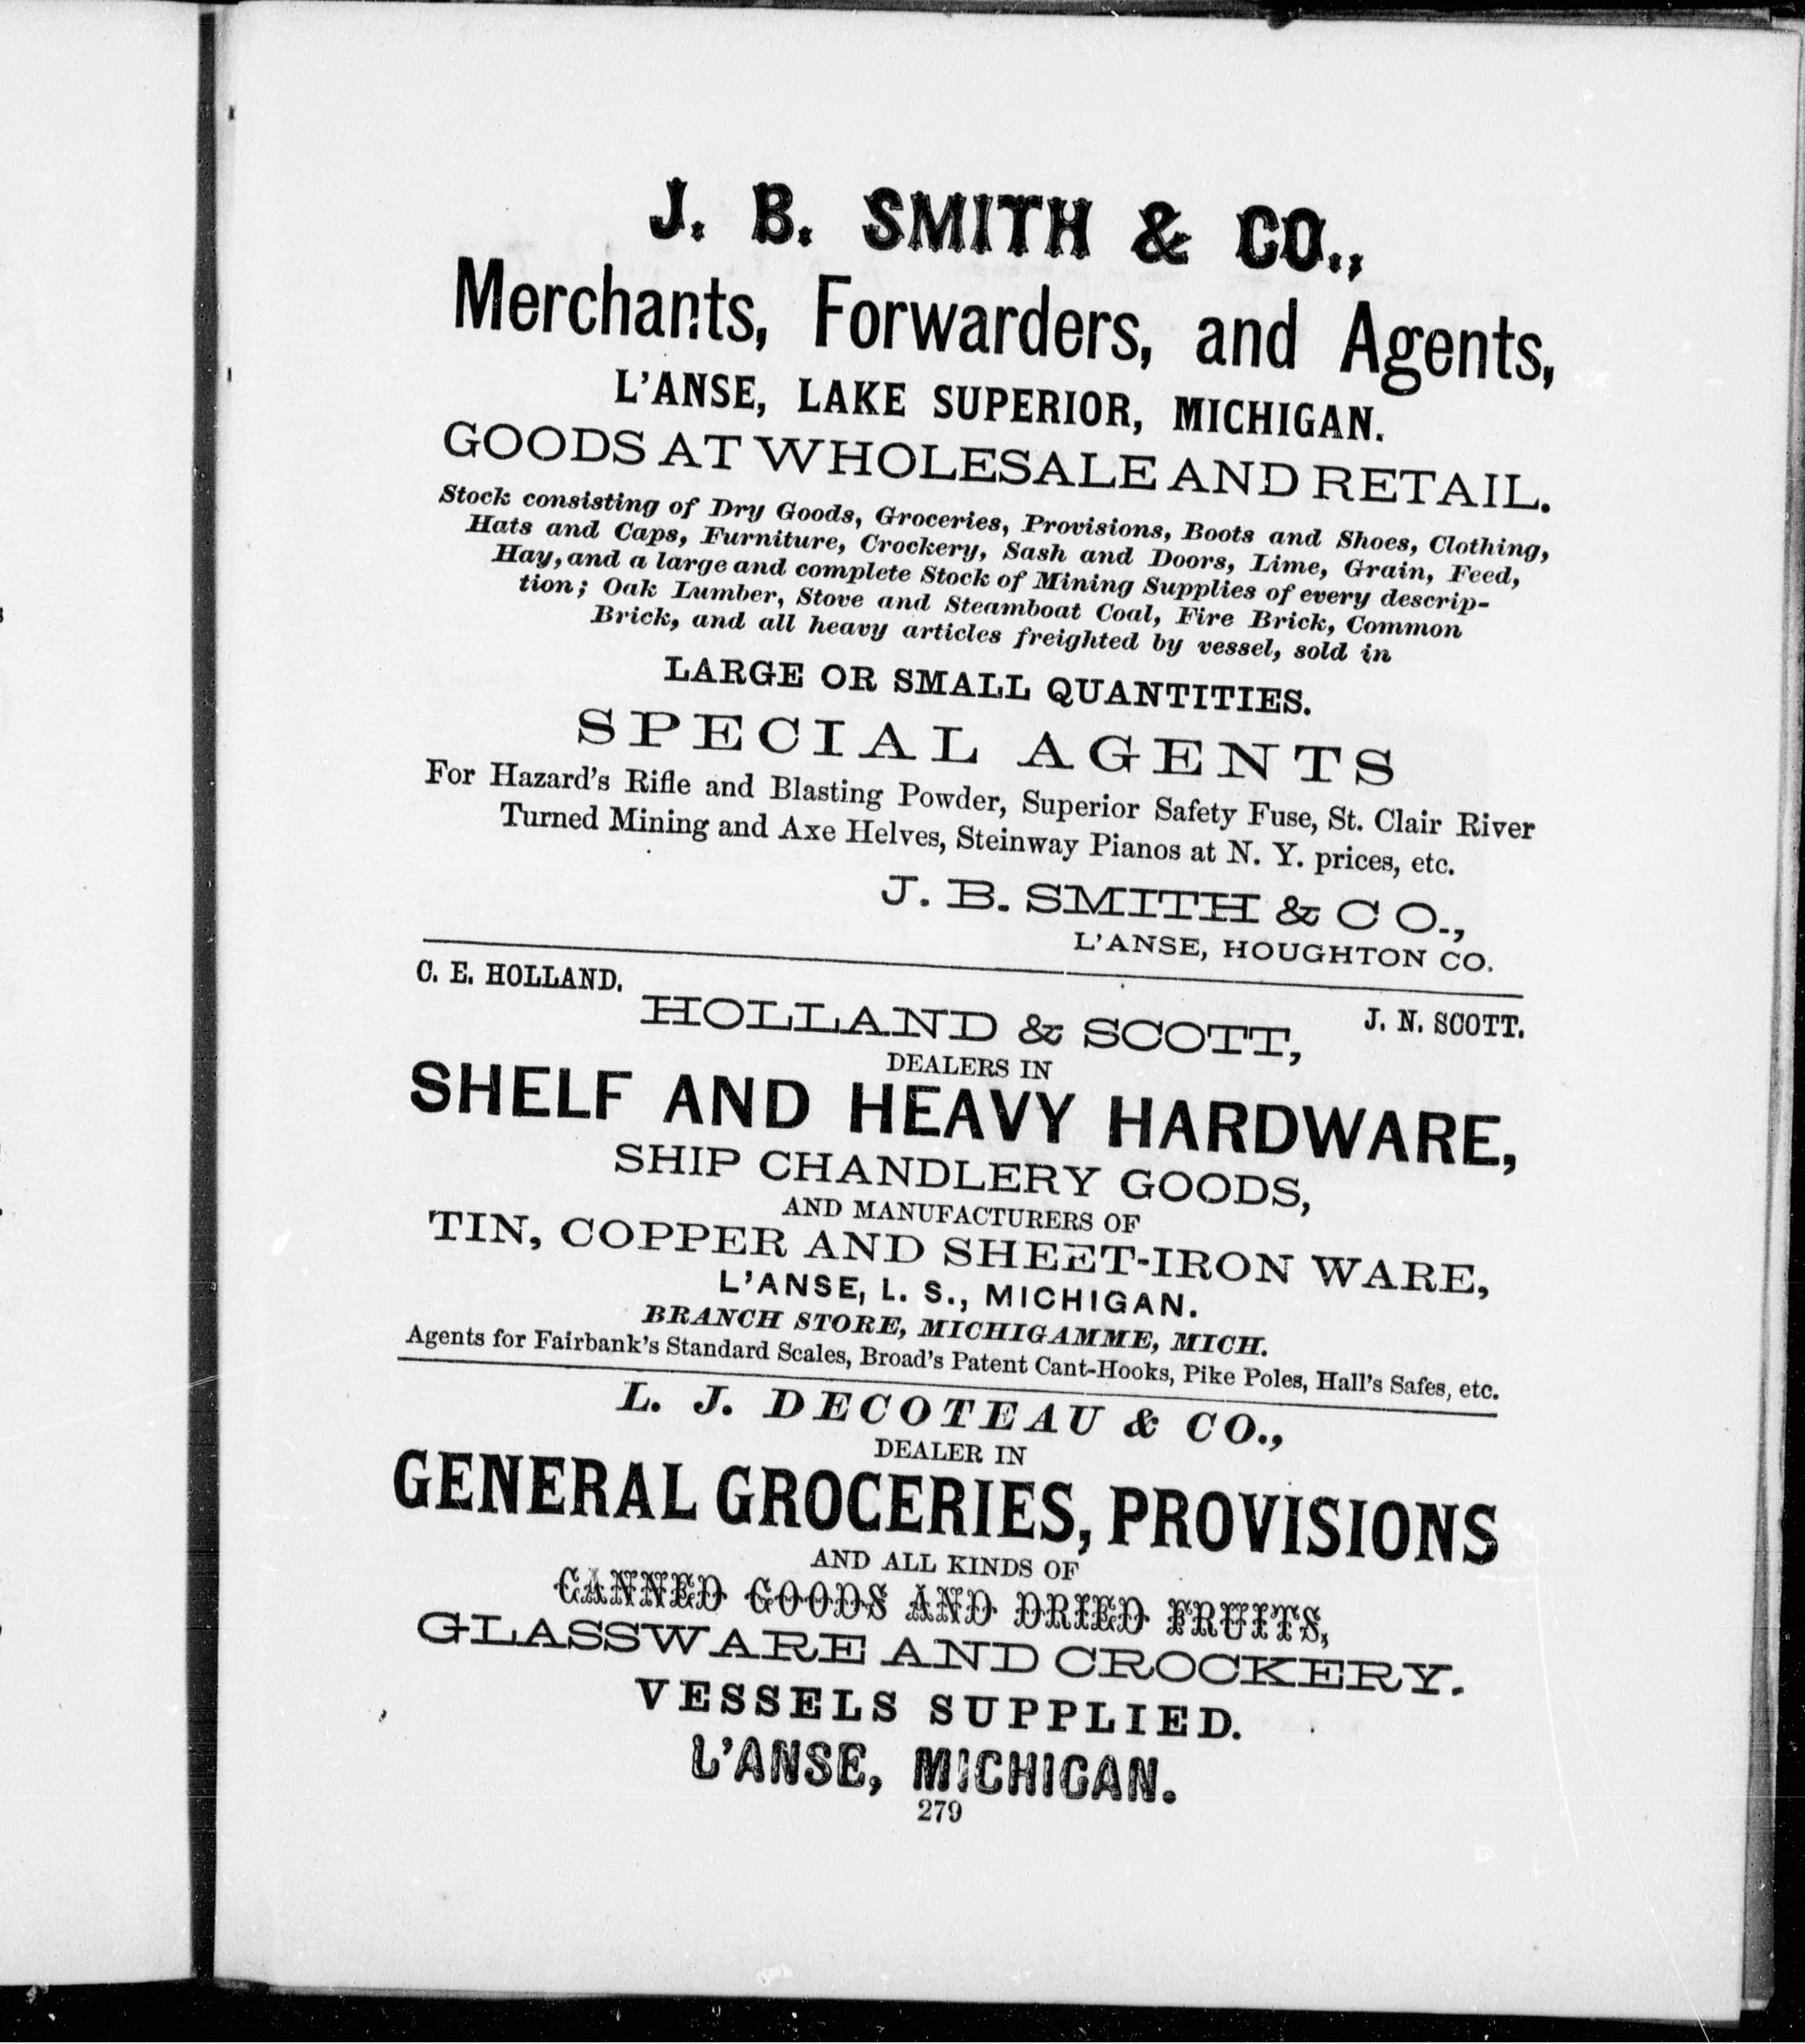 J. B. SMITH & CO.,
Merchants, Forwarders, and Agents,
L'ANSE, LAKE SUPERIOR, MICHIGAN.
GOODS AT WHOLESALE AND RETAIL.
Stock consisting of Dry Goods, Groceries, Provisions, Boots and Shoes, Clothing,
Hats and Caps, Furniture, Crockery, Sash and Doors, Lime, Grain, Feed,
Hay, and a large and complete Stock of Mining Supplies of every descrip-
tion; Oak Lumber, Stove and Steamboat Coal, Fire Brick, Common
Brick, and all heavy articles freighted by vessel, sold in
LARGE OR SMALL QUANTITIES.
SPECIAL AGENTS
For Hazard's Rifle and Blasting Powder, Superior Safety Fuse, St. Clair River
Turned Mining and Axe Helves, Steinway Pianos at N. Y. prices, etc.
J. B. SMITH & CO.,
L'ANSE, HOUGHTON CO.
C. E. HOLLAND.
J. N. SCOTT.
HOLLAND & SCOTT,
DEALERS IN
SHELF AND HEAVY HARDWARE,
SHIP CHANDLERY GOODS,
AND MANUFACTURERS OF
TIN, COPPER AND SHEET-IRON WARE,
L'ANSE, L. S., MICHIGAN.
BRANCH STORE, MICHIGAMME, MICH.
Agents for Fairbank's Standard Scales, Broad's Patent Cant-Hooks, Pike Poles, Hall's Safes, etc.
L. J. DECOTEAU & CO.,
DEALER IN
GENERAL GROCERIES, PROVISIONS
AND ALL KINDS OF
CANNED GOODS AND DRIED FRUITS,
GLASSWARE AND CROCKERY.
VESSELS SUPPLIED.
L'ANSE, MICHIGAN.
279